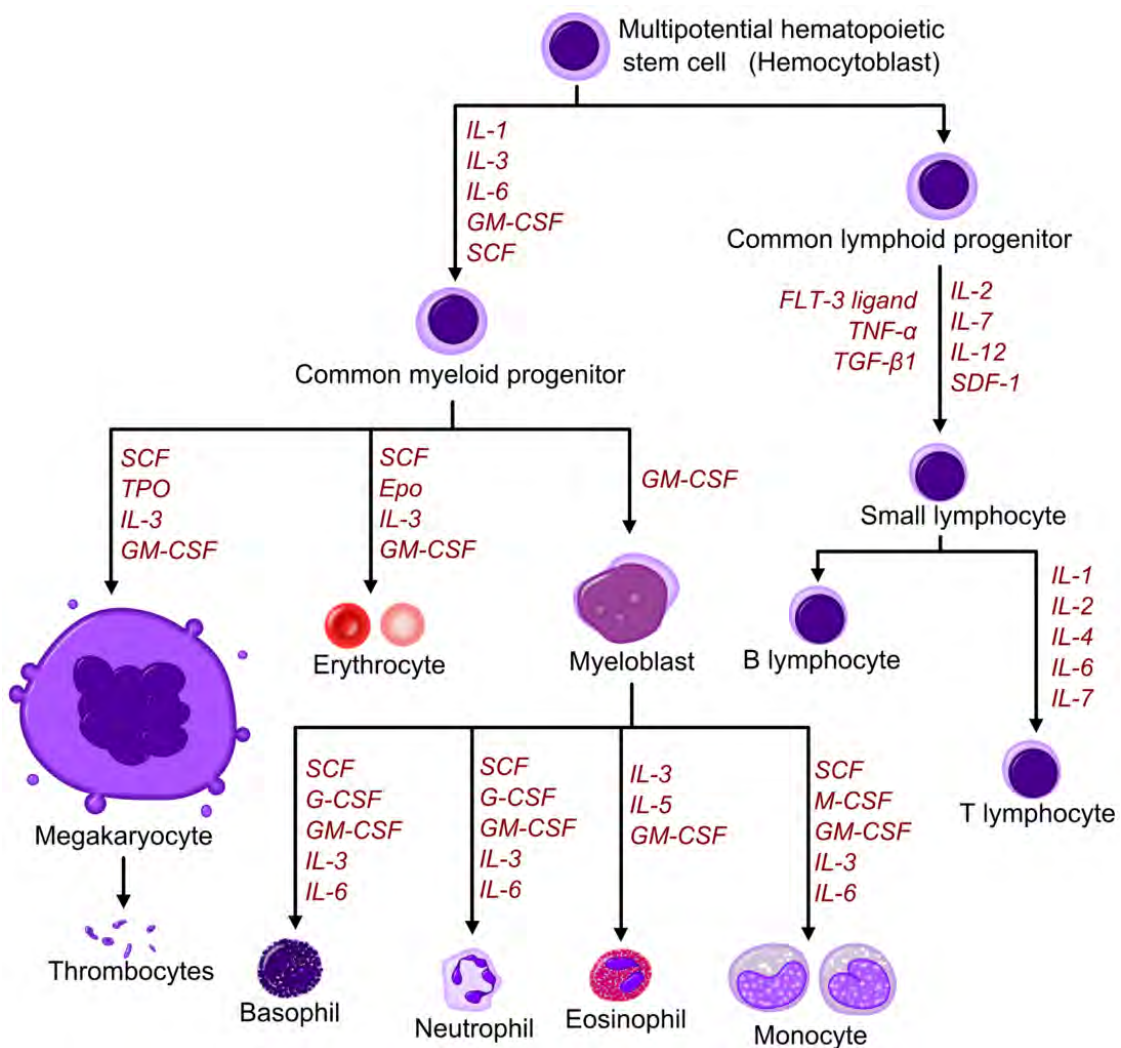 Multipotential hematopoietic
stem cell (Hemocytoblast)
IL-1
IL-3
IL-6
GM-CSF
SCF
Common lymphoid progenitor
FLT-3 ligand
TNF-α
TGF-β1
IL-2
IL-7
IL-12
SDF-1
Common myeloid progenitor
SCF
TPO
IL-3
GM-CSF
SCF
Epo
IL-3
GM-CSF
GM-CSF
Small lymphocyte
Erythrocyte
Myeloblast
B lymphocyte
IL-1
IL-2
IL-4
IL-6
IL-7
T lymphocyte
Megakaryocyte
Thrombocytes
SCF
G-CSF
GM-CSF
IL-3
IL-6
SCF
G-CSF
GM-CSF
IL-3
IL-6
IL-3
IL-5
GM-CSF
SCF
M-CSF
GM-CSF
IL-3
IL-6
Basophil
Neutrophil
Eosinophil
Monocyte